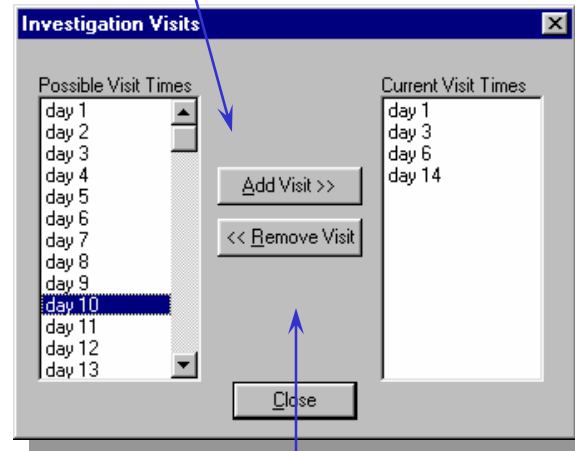 Investigation Visits
Possible Visit Times
day 1
day 2
day 3
day 4
day 5
day 6
day 7
day 8
day 9
day 10
day 11
day 12
day 13
Add Visit >>
<< Remove Visit
Current Visit Times
day 1
day 3
day 6
day 14
Close